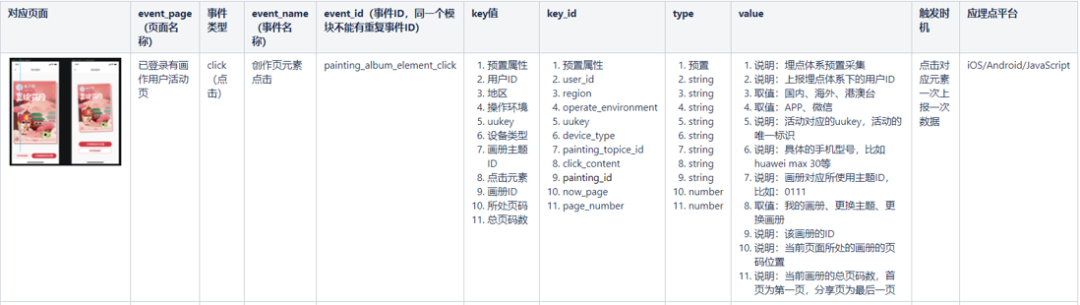 对应页面
event_page
（页面名
称）
事件
类型
event_name
（事件名
称）
event_id（事件ID，同一个模
块不能有重复事件ID）
key值
key_id
type
value
触发时
机
应埋点平台
已登录有画
作用户活动
页
click
（点
击）
创作页元素
点击
painting_album_element_click
1. 预置属性
2. 用户ID
3. 地区
4. 操作环境
5. uukey
6. 设备类型
7. 画册主题
ID
8. 点击元素
9. 画册ID
10. 所处页码
11. 总页码数
1. 预置属性
2. user_id
3. region
4. operate_environment
5. uukey
6. device_type
7. painting_topice_id
8. click_content
9. painting_id
10. now_page
11. page_number
1. 预置
2. string
3. string
4. string
5. string
6. string
7. string
8. string
9. string
10. number
11. number
1. 说明：埋点体系预置采集
2. 说明：上报埋点体系下的用户ID
3. 取值：国内、海外、港澳台
4. 取值：APP、微信
5. 说明：活动对应的uukey，活动的
唯一标识
6. 说明：具体的手机型号，比如
huawei max 30等
7. 说明：画册对应所使用主题ID，
比如：0111
8. 取值：我的画册、更换主题、更
换画册
9. 说明：该画册的ID
10. 说明：当前页面所处的画册的页
码位置
11. 说明：当前画册的总页码数，首
页为第一页，分享页为最后一页
点击对
应元素
一次上
报一次
数据
iOS/Android/JavaScript